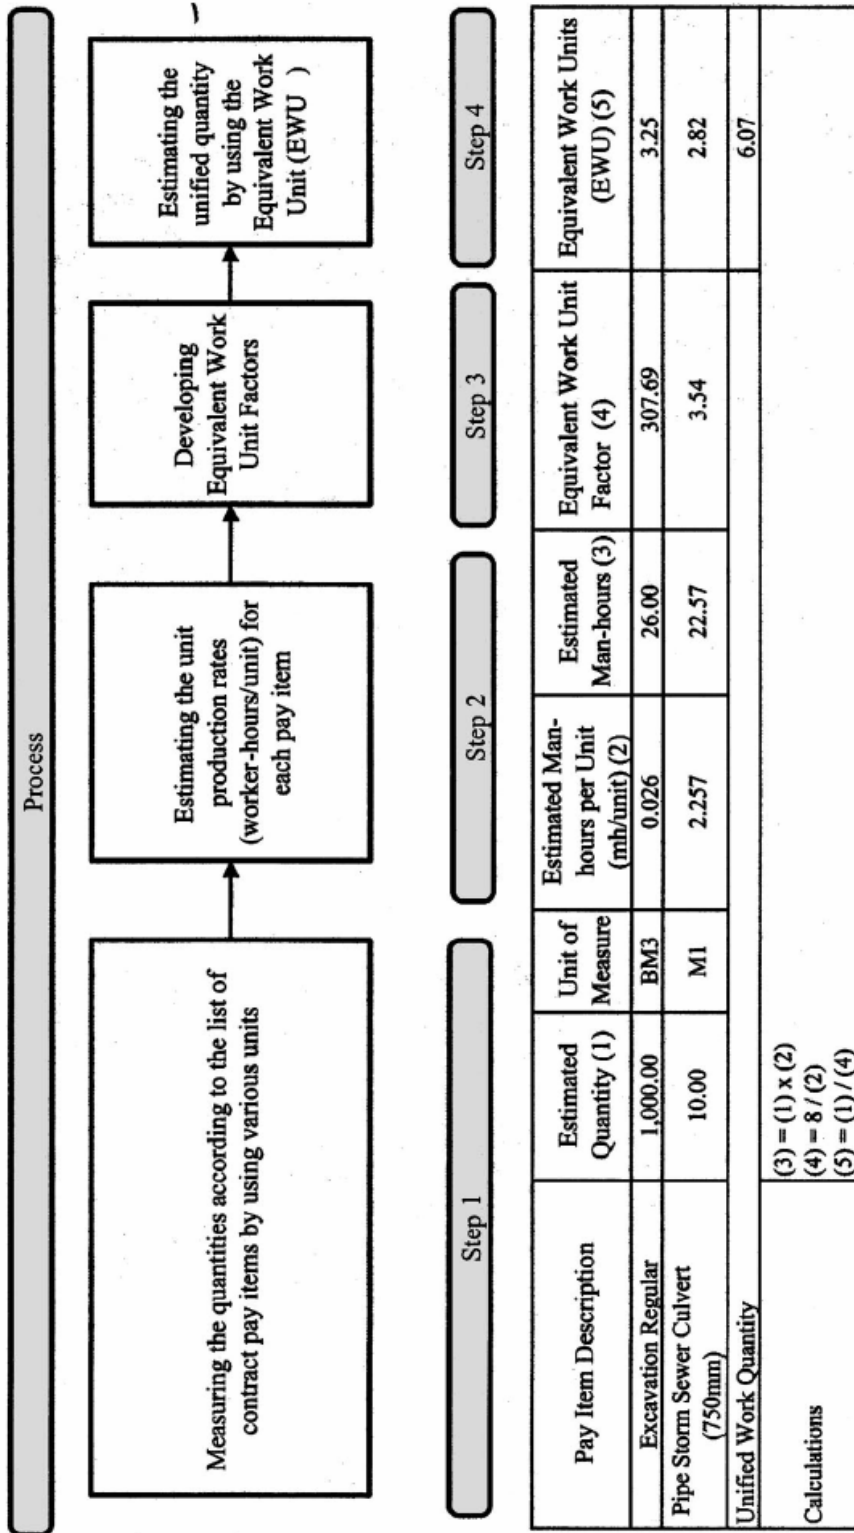 Process
Measuring the quantities according to the list of
contract pay items by using various units
Estimating the unit
production rates
(worker-hours/unit) for
each pay item
Developing
Equivalent Work
Unit Factors
Estimating the
unified quantity
by using the
Equivalent Work
Unit (EWU )
Step 1
Step 2
Step 3
Step 4
Pay Item Description
Estimated
Quantity (1)
Unit of
Measure
Estimated Man-
hours per Unit
(mh/unit) (2)
Estimated
Man-hours (3)
Equivalent Work Unit
Factor (4)
Equivalent Work Units
(EWU) (5)
Excavation Regular
1,000.00
BM3
0.026
26.00
307.69
3.25
Pipe Storm Sewer Culvert
(750mm)
10.00
M1
2.257
22.57
3.54
2.82
Unified Work Quantity
6.07
Calculations
(3) = (1) x (2)
(4) = 8 / (2)
(5) = (1) / (4)